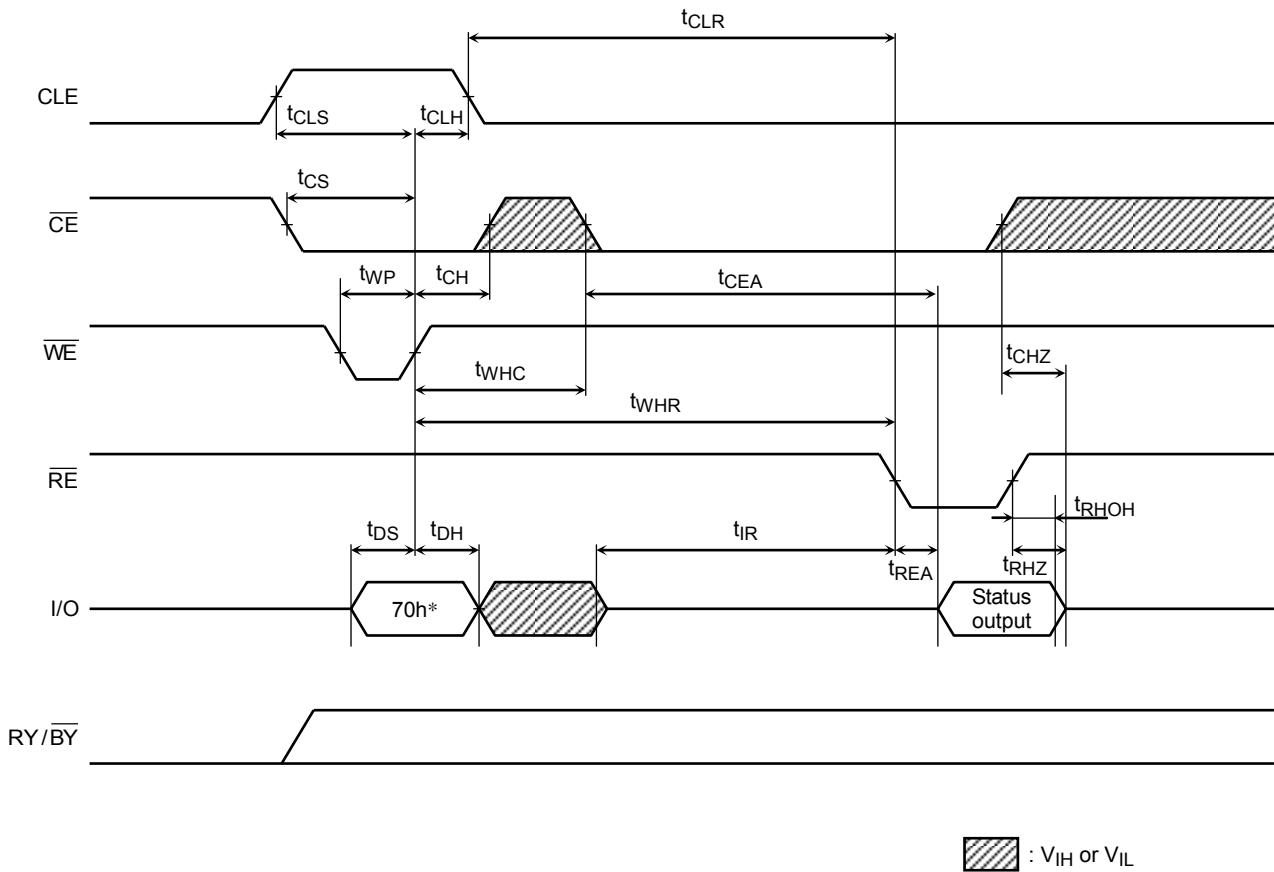 tCLR
CLE
tCLS
tCLH
tCS
CE
tWP
tCH
tCEA
WE
tCHZ
tWHC
tWHR
RE
tRHOH
tDS
tDH
tIR
tREA
tRHZ
I/O
70h*
Status
output
RY/BY
: VIH or VIL